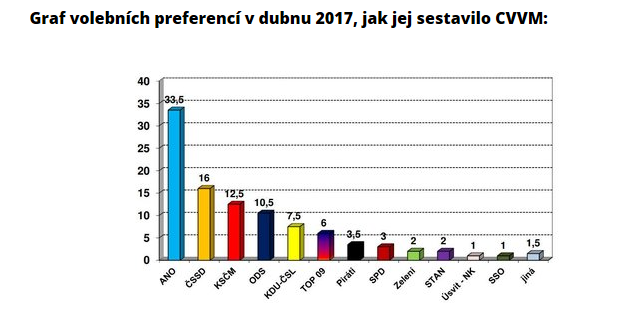 Graf volebních preferencí v dubnu 2017, jak jej sestavilo CVVM:
40
35
30
25
20
15
10
5
0
33,5
16
12,5
10,5
7,5
6
3,5
3
2
2
1
1
1,5
ANO
ČSSD
KSČM
ODS
KDU-ČSL
TOP 09
Piráti
SPD
Zelení
STAN
Úsvit - NK
SSO
jiná